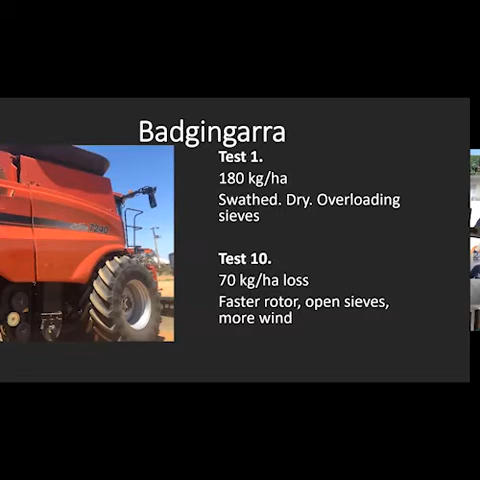 Badgingarra
Test 1.
180 kg/ha
Swathed. Dry. Overloading
sieves
Test 10.
70 kg/ha loss
Faster rotor, open sieves,
more wind
7240